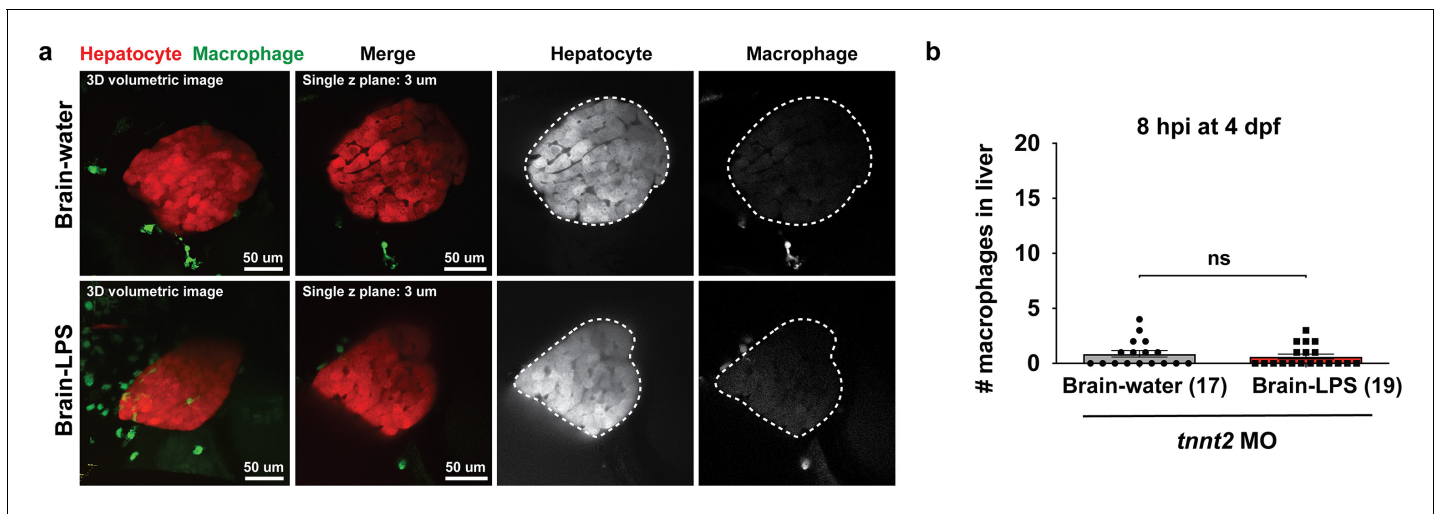 a
Hepatocyte Macrophage Merge Hepatocyte Macrophage
Brain-water
3D volumetric image
Single z plane: 3 um
50 um
50 um
Brain-LPS
3D volumetric image
Single z plane: 3 um
50 um
50 um
b
8 hpi at 4 dpf
# macrophages in liver
20
15
10
5
0
ns
Brain-water (17) Brain-LPS (19)
tnnt2 MO